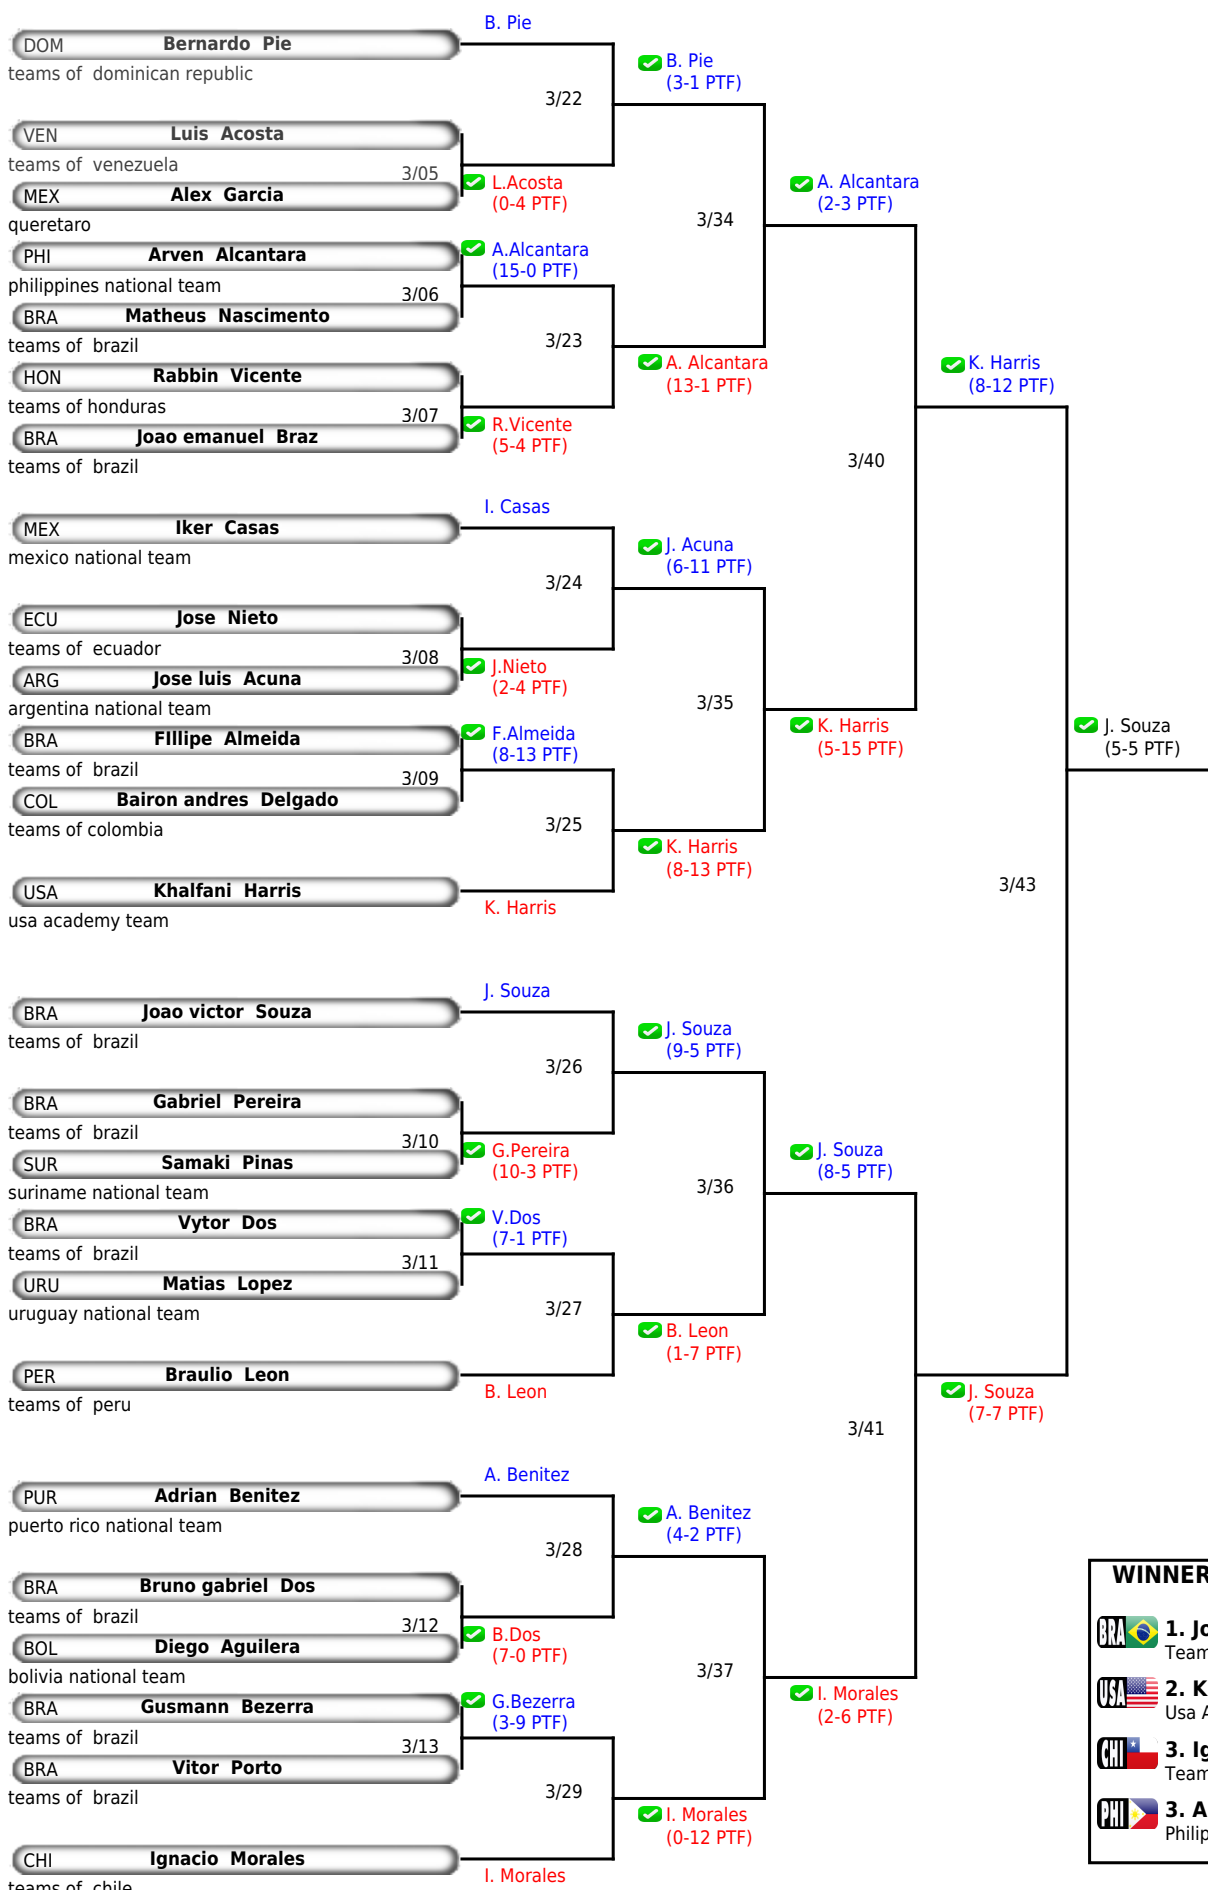 B. Pie
DOM Bernardo Pie
teams of dominican republic
B. Pie
(3-1 PTF)
3/22
VEN Luis Acosta
teams of venezuela
3/05
L.Acosta
(0-4 PTF)
MEX Alex Garcia
queretaro
A. Alcantara
(2-3 PTF)
3/34
PHI Arven Alcantara
philippines national team
A.Alcantara
(15-0 PTF)
3/06
BRA Matheus Nascimento
teams of brazil
3/23
A. Alcantara
(13-1 PTF)
HON Rabbin Vicente
teams of honduras
3/07
R.Vicente
(5-4 PTF)
BRA Joao emanuel Braz
teams of brazil
K. Harris
(8-12 PTF)
3/40
I. Casas
MEX Iker Casas
mexico national team
J. Acuna
(6-11 PTF)
3/24
ECU Jose Nieto
teams of ecuador
3/08
J.Nieto
(2-4 PTF)
ARG Jose luis Acuna
argentina national team
3/35
K. Harris
(5-15 PTF)
BRA FIllipe Almeida
teams of brazil
F.Almeida
(8-13 PTF)
3/09
COL Bairon andres Delgado
teams of colombia
3/25
K. Harris
(8-13 PTF)
J. Souza
(5-5 PTF)
3/43
USA Khalfani Harris
usa academy team
K. Harris
J. Souza
BRA Joao victor Souza
teams of brazil
J. Souza
(9-5 PTF)
3/26
BRA Gabriel Pereira
teams of brazil
3/10
G.Pereira
(10-3 PTF)
SUR Samaki Pinas
suriname national team
J. Souza
(8-5 PTF)
3/36
BRA Vytor Dos
teams of brazil
V.Dos
(7-1 PTF)
3/11
URU Matias Lopez
uruguay national team
3/27
B. Leon
(1-7 PTF)
PER Braulio Leon
teams of peru
B. Leon
J. Souza
(7-7 PTF)
3/41
A. Benitez
PUR Adrian Benitez
puerto rico national team
A. Benitez
(4-2 PTF)
3/28
BRA Bruno gabriel Dos
teams of brazil
3/12
B.Dos
(7-0 PTF)
BOL Diego Aguilera
bolivia national team
3/37
I. Morales
(2-6 PTF)
BRA Gusmann Bezerra
teams of brazil
G.Bezerra
(3-9 PTF)
3/13
BRA Vitor Porto
teams of brazil
3/29
I. Morales
(0-12 PTF)
CHI Ignacio Morales
teams of chile
I. Morales
WINNER
BRA 1. Jo
Team
USA 2. K
Usa A
CHI 3. Ig
Team
PHI 3. A
Philip